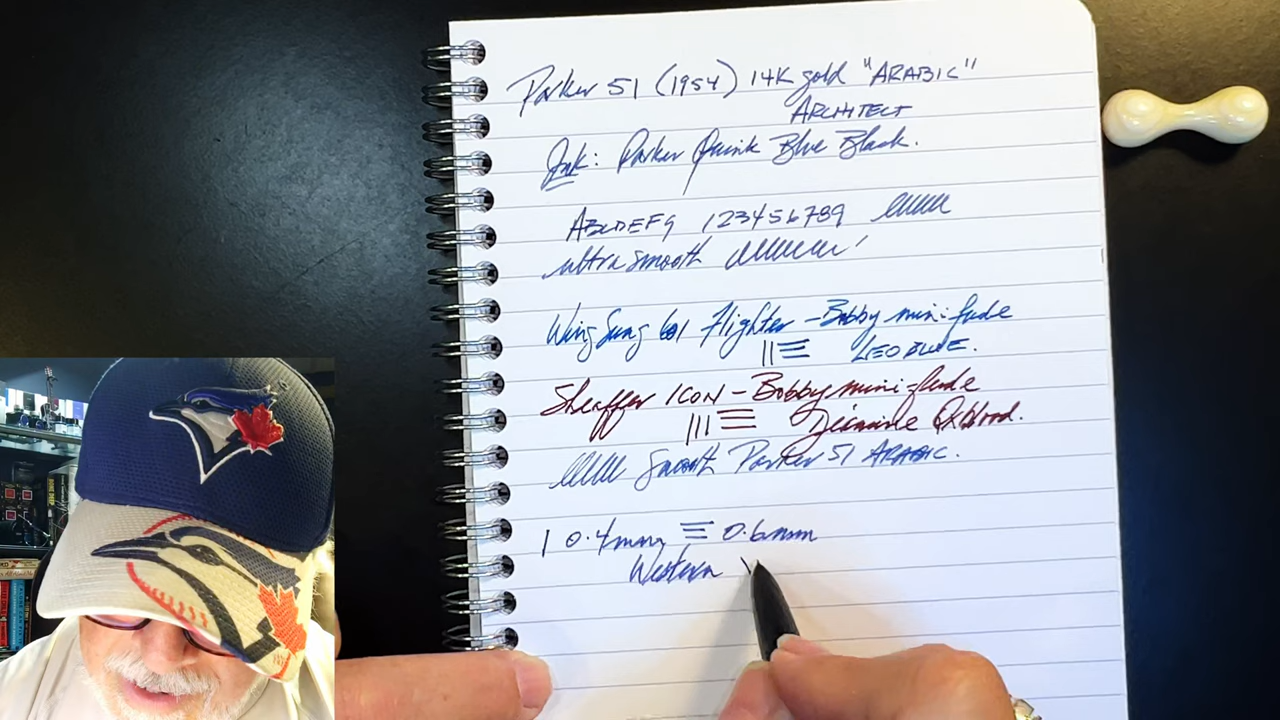 Parker 51 (1954) 14K gold "ARABIC"
ARCHITECT
Ink: Parker Quink Blue Black.
ABCDEFG 123456789
ultra smooth
Wing Sung 601 Flighter - Bobby mini fude
LEO BLUE.
Sheaffer ICON - Bobby mini fude
Diamine Oxblood.
Smooth Parker 51 ARABIC.
0.4mm 0.6mm
Western